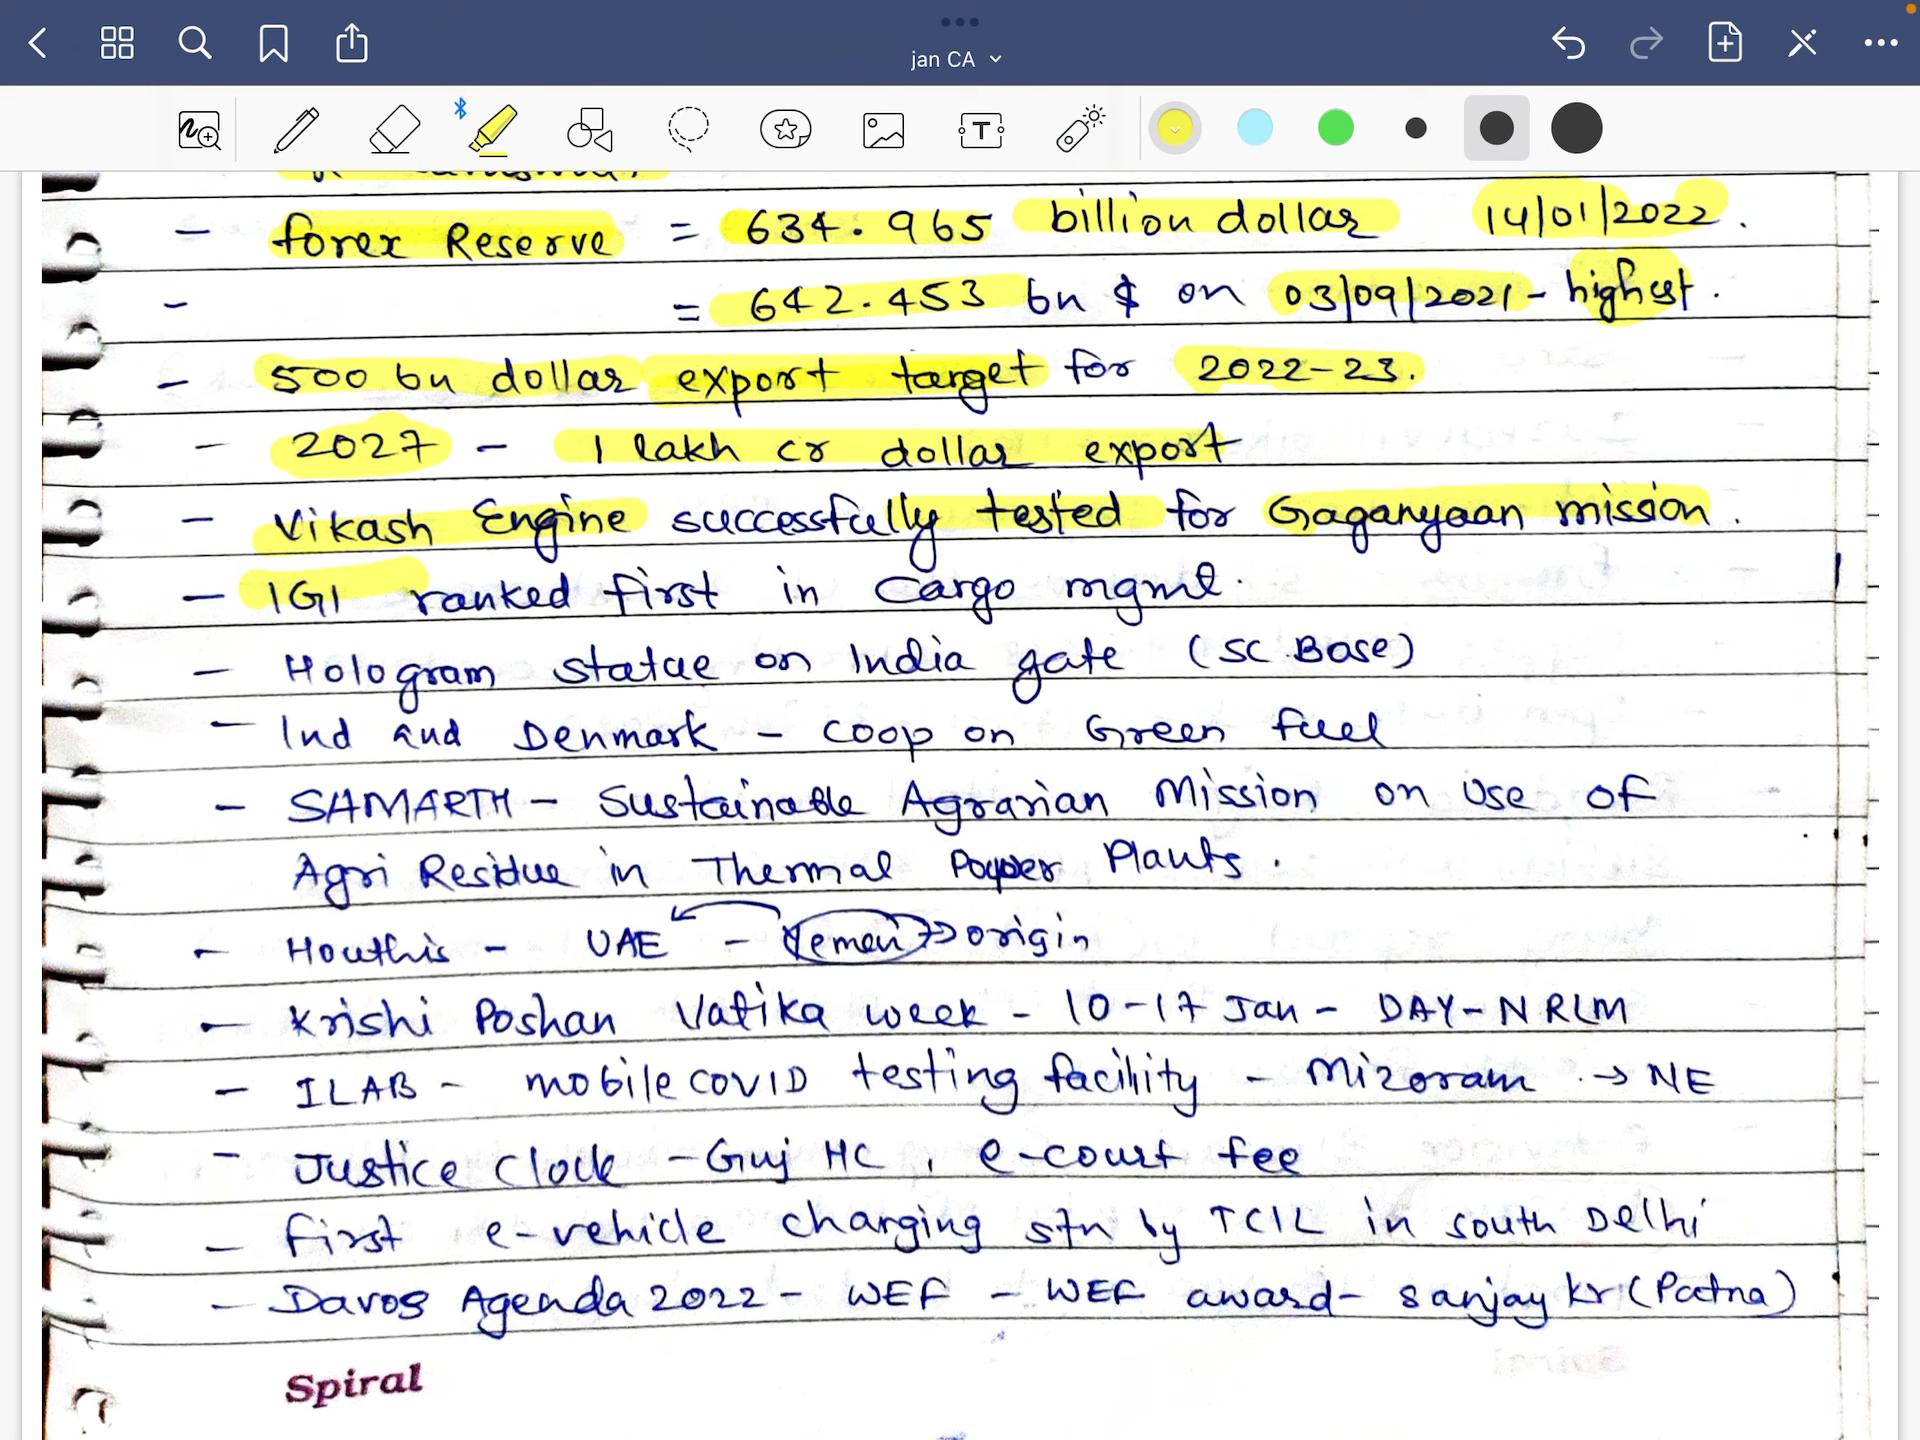 jan CA
- forex Reserve = 634.965 billion dollar 14/01/2022.
- = 642.453 bn $ on 03/09/2021 - highest.
- 500 bn dollar export target for 2022-23.
- 2027 - 1 lakh cr dollar export
- Vikash Engine successfully tested for Gaganyaan mission.
- IGI ranked first in Cargo mgmt.
- Hologram statue on India gate (SC Bose)
- Ind and Denmark - coop on Green fuel
- SAMARTH - Sustainable Agrarian Mission on Use of
Agri Residue in Thermal Power Plants.
- Houthis - UAE - Yemen → origin
- Krishi Poshan Vatika week - 10-17 Jan - DAY-NRLM
- ILAB - mobile COVID testing facility - Mizoram. → NE
- Justice Clock - Guj HC, e-court fee
- first e-vehicle charging stn by TCIL in south Delhi
- Davos Agenda 2022 - WEF - WEF award - Sanjay Kr (Patna)
Spiral